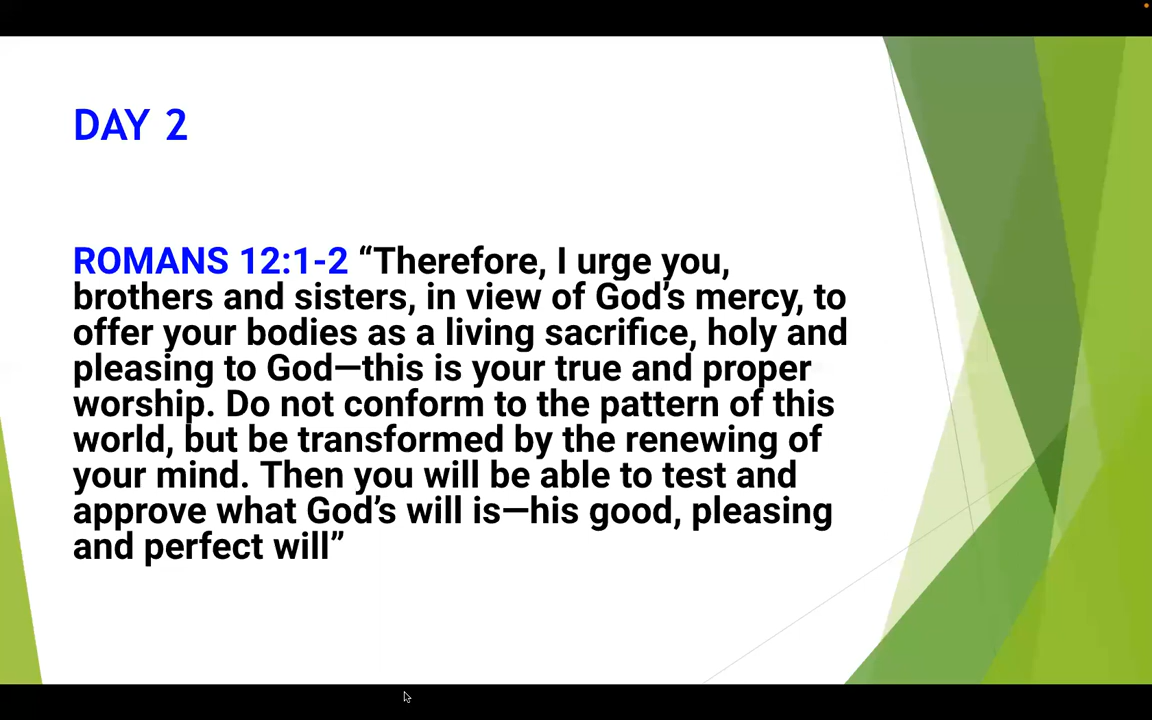 DAY 2
ROMANS 12:1-2 “Therefore, I urge you,
brothers and sisters, in view of God’s mercy, to
offer your bodies as a living sacrifice, holy and
pleasing to God—this is your true and proper
worship. Do not conform to the pattern of this
world, but be transformed by the renewing of
your mind. Then you will be able to test and
approve what God’s will is—his good, pleasing
and perfect will”